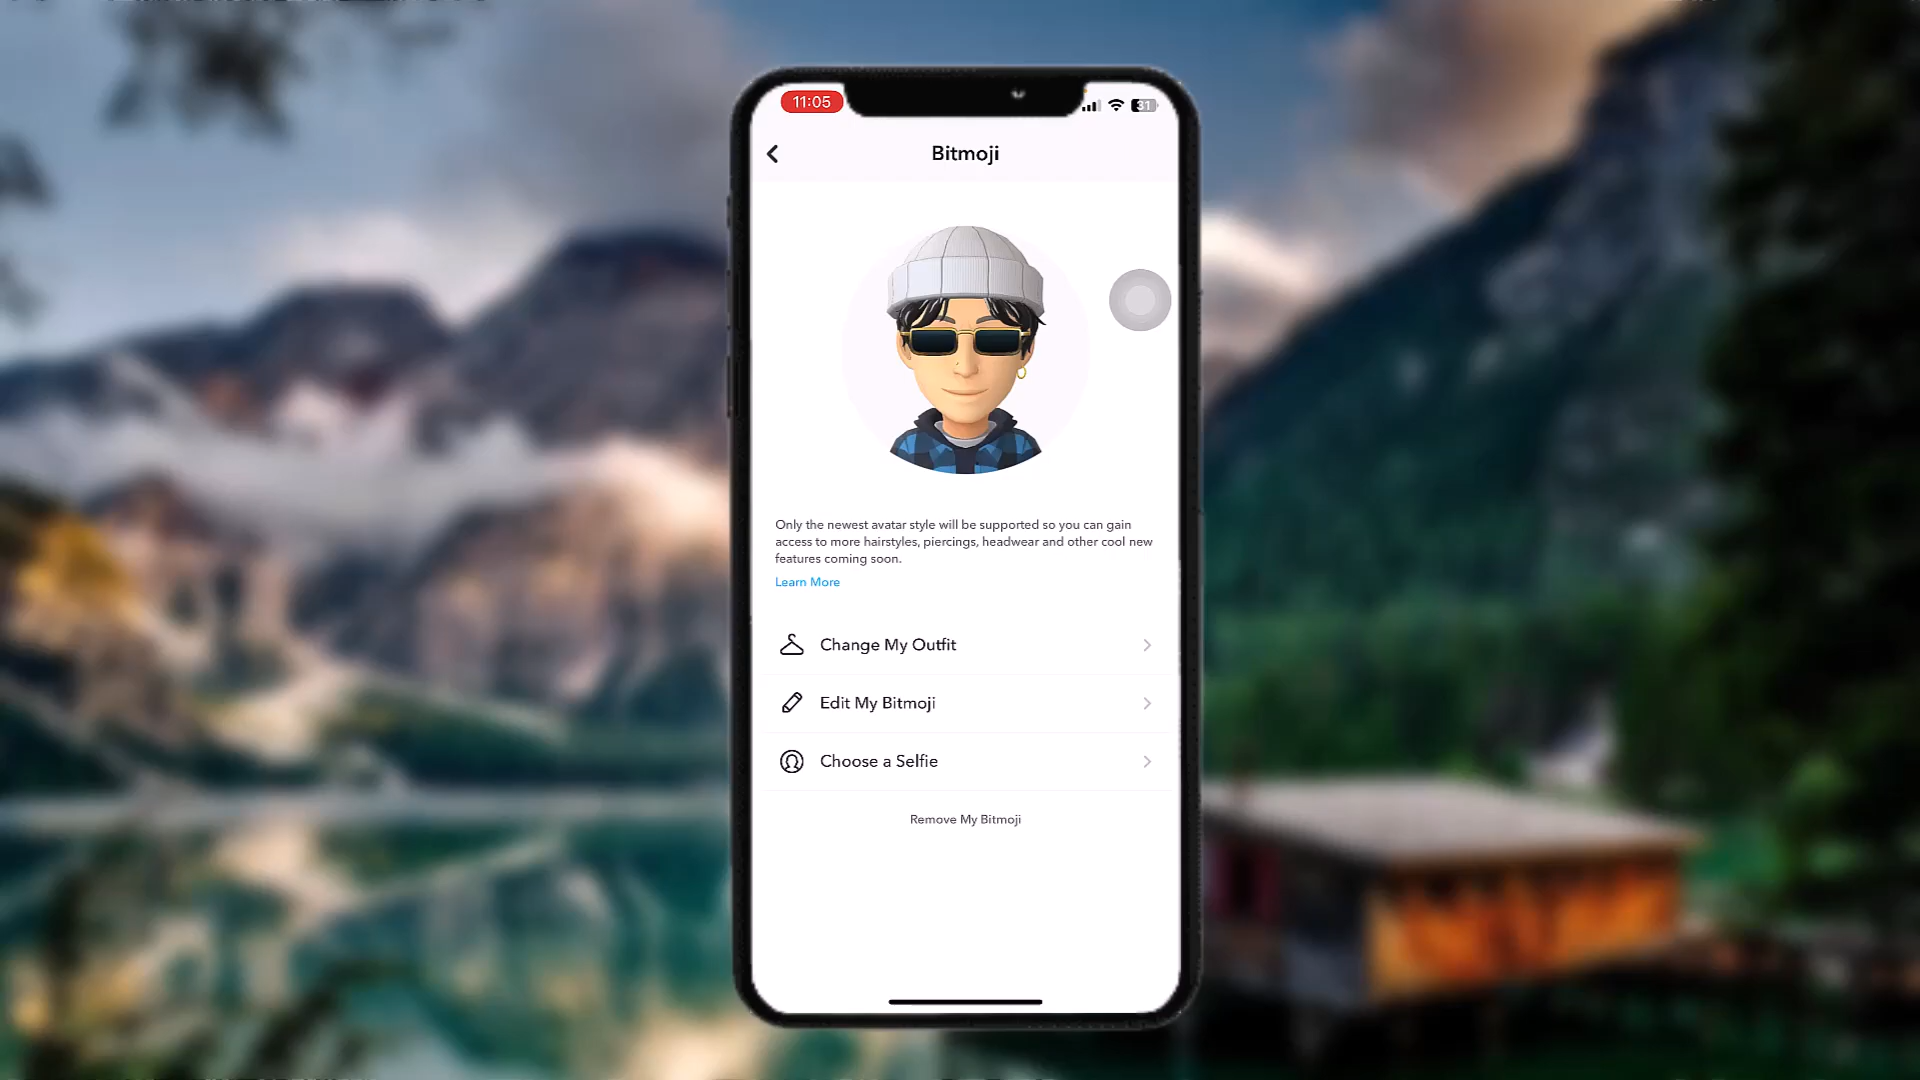 11:05
31
Bitmoji
Only the newest avatar style will be supported so you can gain
access to more hairstyles, piercings, headwear and other cool new
features coming soon.
Learn More
Change My Outfit
Edit My Bitmoji
Choose a Selfie
Remove My Bitmoji